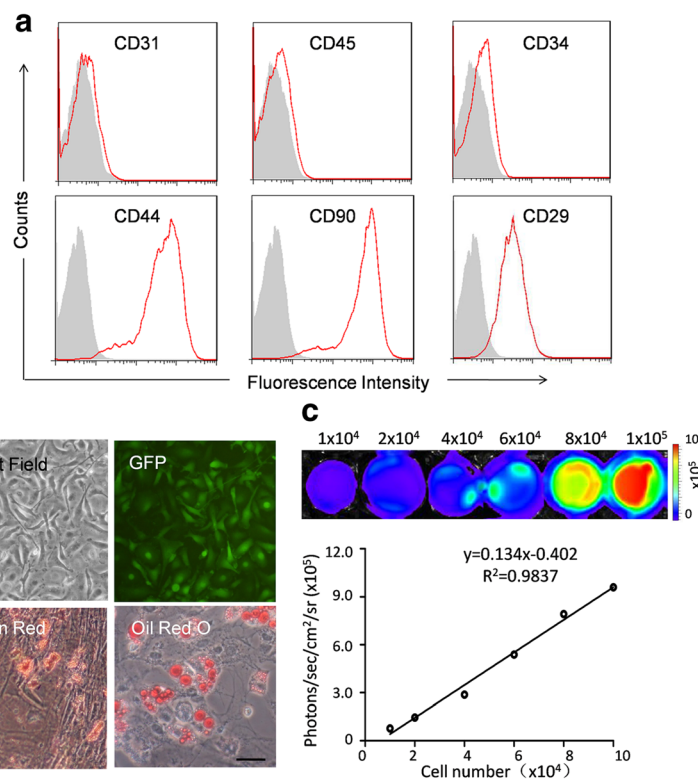 a
CD31
CD45
CD34
CD44
CD90
CD29
Counts
Fluorescence Intensity
t Field
GFP
n Red
Oil Red O
c
1x10⁴ 2x10⁴ 4x10⁴ 6x10⁴ 8x10⁴ 1x10⁵
10
5
0
x10⁵
y=0.134x-0.402
R²=0.9837
Photons/sec/cm²/sr (x10⁵)
12.0
9.0
6.0
3.0
0
0 2 4 6 8 10
Cell number (x10⁴)